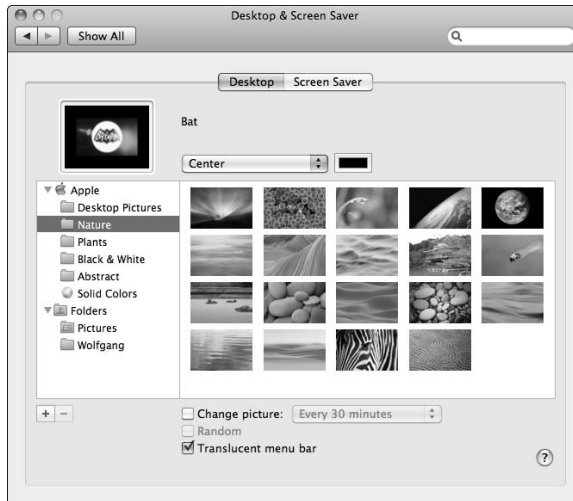 Desktop & Screen Saver
Show All
Desktop Screen Saver
Bat
Center
Apple
Desktop Pictures
Nature
Plants
Black & White
Abstract
Solid Colors
Folders
Pictures
Wolfgang
+ −
Change picture: Every 30 minutes
Random
Translucent menu bar
?